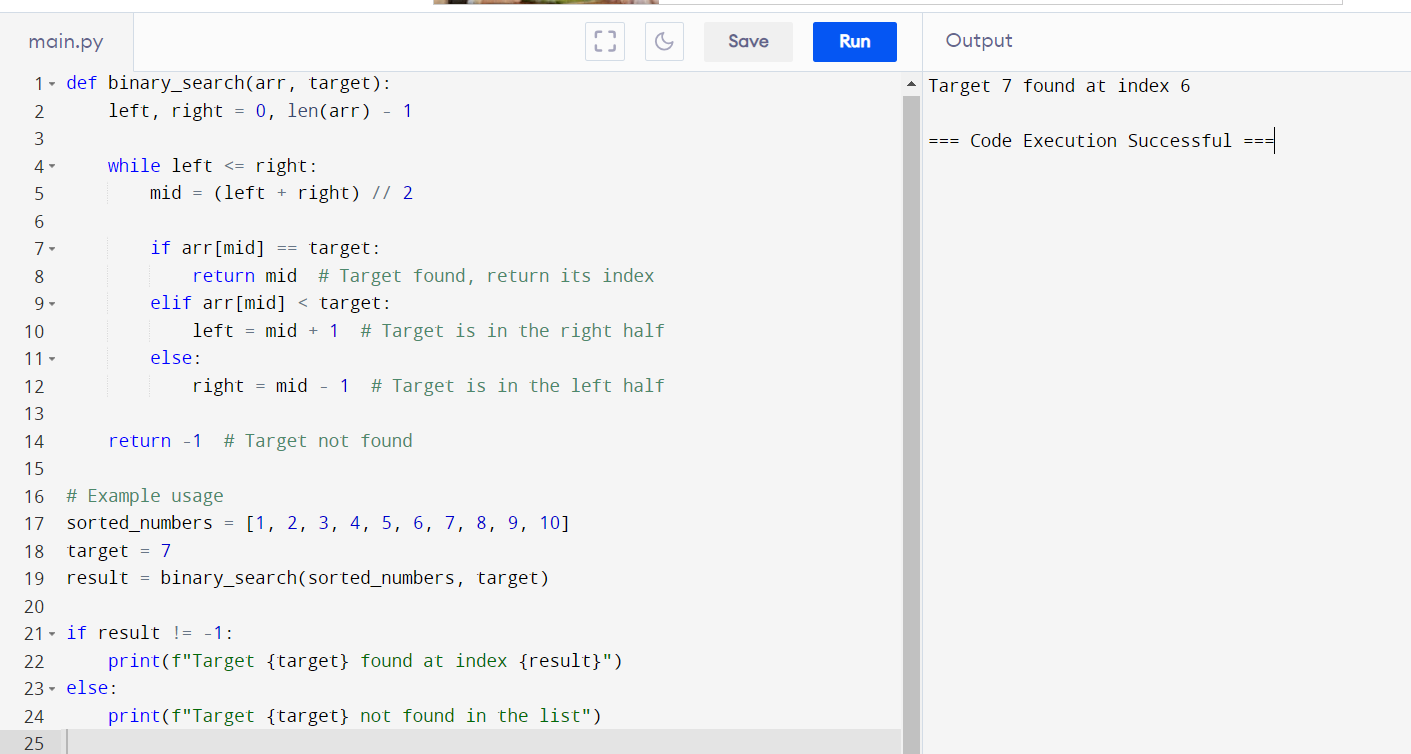 main.py
Save
Run
Output
1 def binary_search(arr, target):
2     left, right = 0, len(arr) - 1
3
4     while left <= right:
5         mid = (left + right) // 2
6
7         if arr[mid] == target:
8             return mid  # Target found, return its index
9         elif arr[mid] < target:
10             left = mid + 1  # Target is in the right half
11         else:
12             right = mid - 1  # Target is in the left half
13
14     return -1  # Target not found
15
16 # Example usage
17 sorted_numbers = [1, 2, 3, 4, 5, 6, 7, 8, 9, 10]
18 target = 7
19 result = binary_search(sorted_numbers, target)
20
21 if result != -1:
22     print(f"Target {target} found at index {result}")
23 else:
24     print(f"Target {target} not found in the list")
25
Target 7 found at index 6
=== Code Execution Successful ===